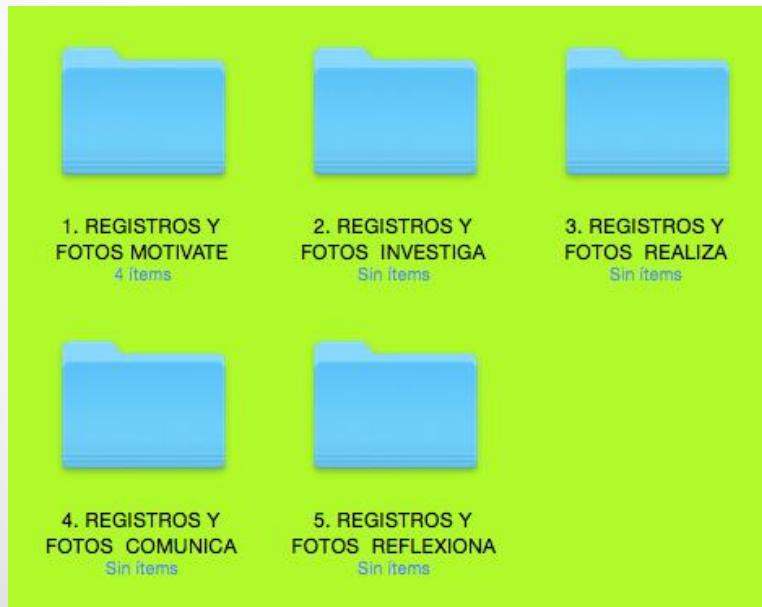 1. REGISTROS Y
FOTOS MOTIVATE
4 ítems
2. REGISTROS Y
FOTOS INVESTIGA
Sin ítems
3. REGISTROS Y
FOTOS REALIZA
Sin ítems
4. REGISTROS Y
FOTOS COMUNICA
Sin ítems
5. REGISTROS Y
FOTOS REFLEXIONA
Sin ítems